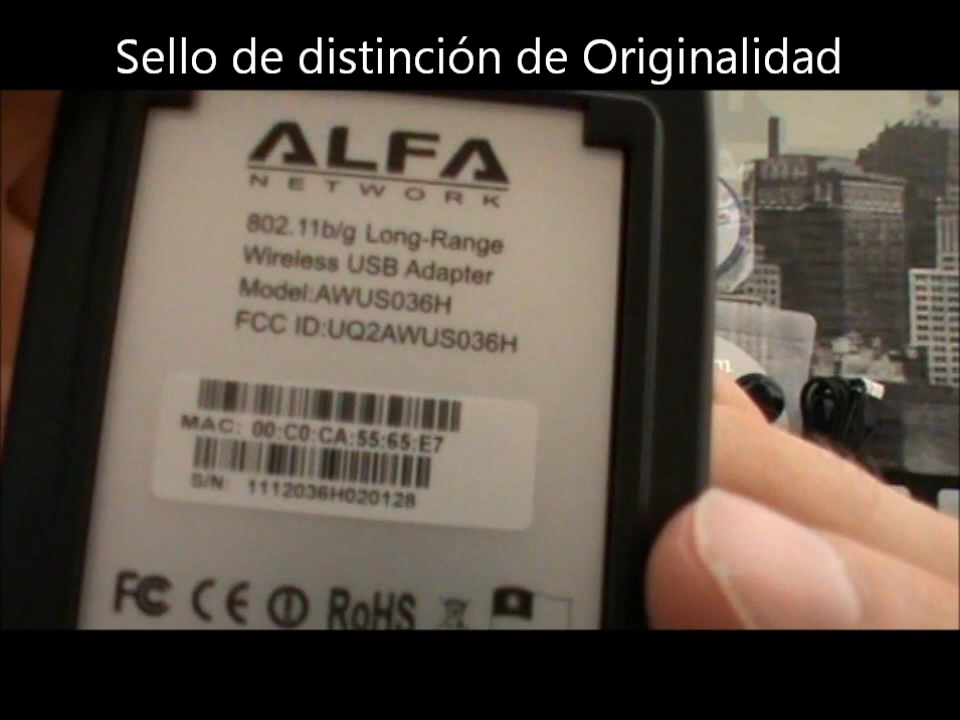 Sello de distinción de Originalidad
ALFA
NETWORK
802.11b/g Long-Range
Wireless USB Adapter
Model:AWUS036H
FCC ID:UQ2AWUS036H
MAC: 00:C0:CA:55:65:E7
S/N: 1112036H020128
FC CE RoHS